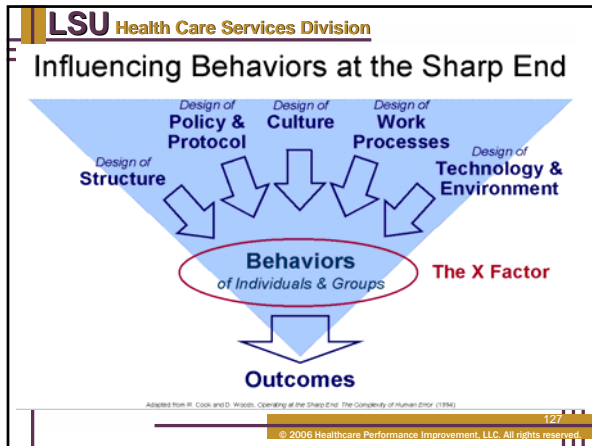 LSU Health Care Services Division
Influencing Behaviors at the Sharp End
Design of
Structure
Design of
Policy &
Protocol
Design of
Culture
Design of
Work
Processes
Design of
Technology &
Environment
Behaviors
of Individuals & Groups
The X Factor
Outcomes
Adapted from R. Cook and D. Woods, Operating at the Sharp End: The Complexity of Human Error (1994)
127
© 2006 Healthcare Performance Improvement, LLC. All rights reserved.